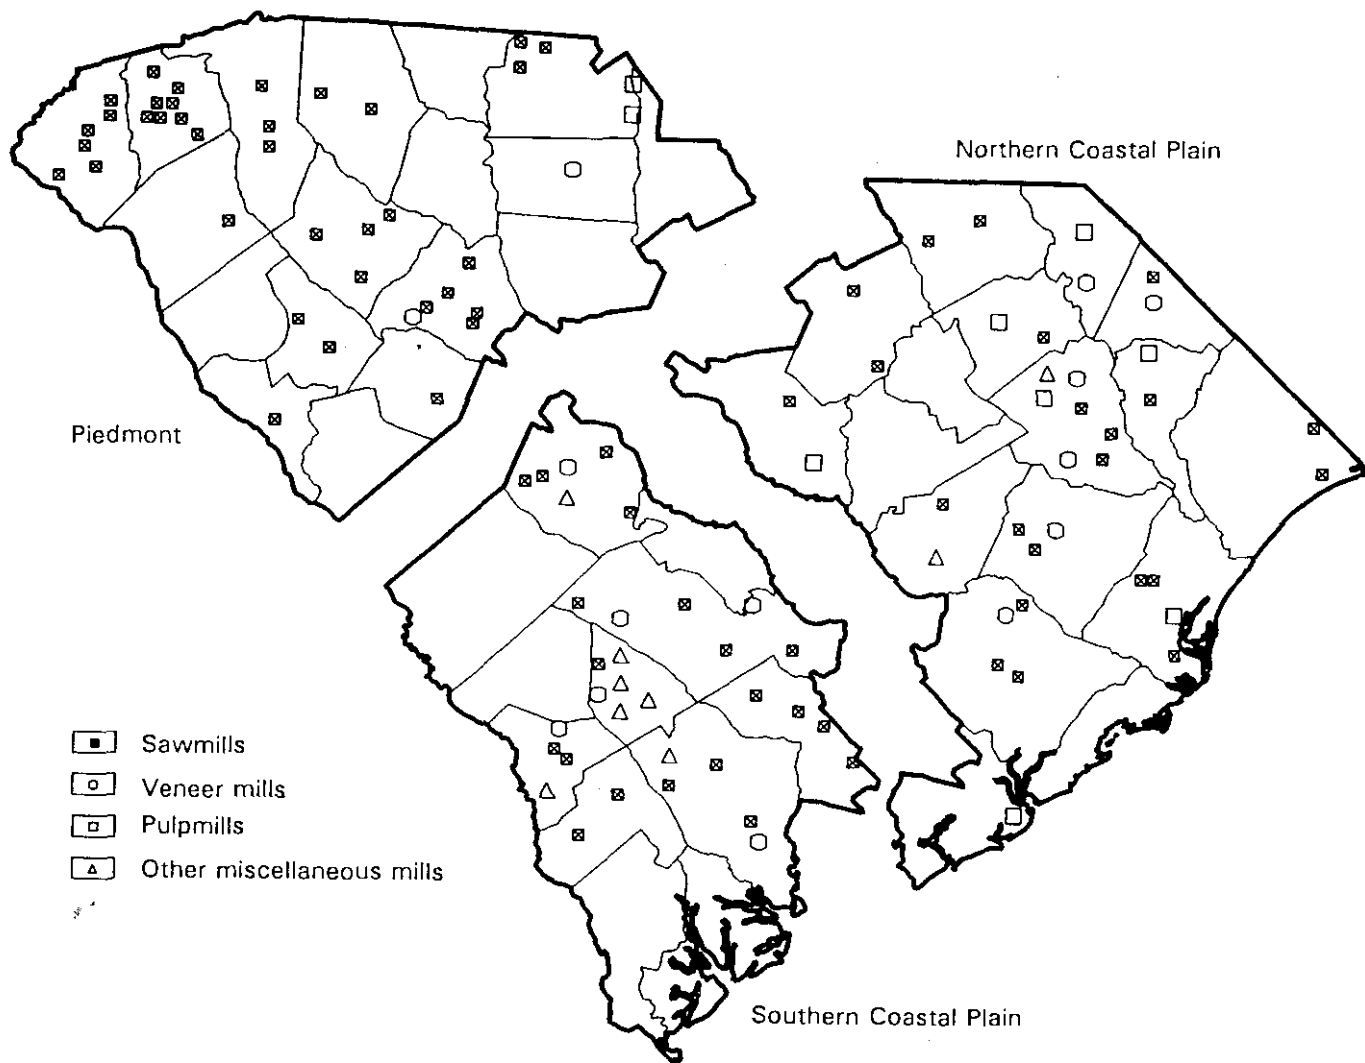 Northern Coastal Plain
Piedmont
Sawmills
Veneer mills
Pulpmills
Other miscellaneous mills
Southern Coastal Plain